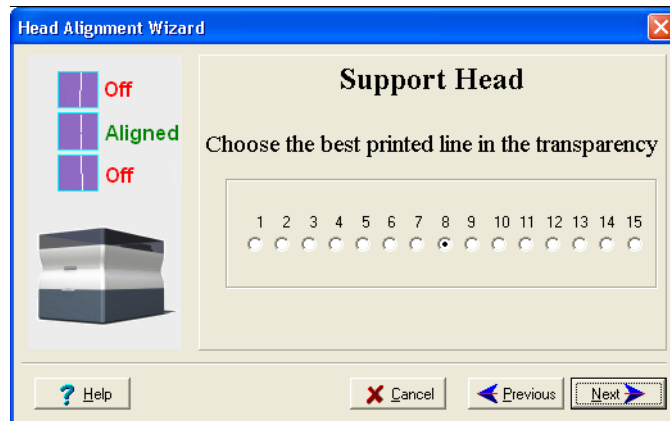 Head Alignment Wizard
Off
Aligned
Off
Support Head
Choose the best printed line in the transparency
1 2 3 4 5 6 7 8 9 10 11 12 13 14 15
? Help
Cancel
Previous
Next